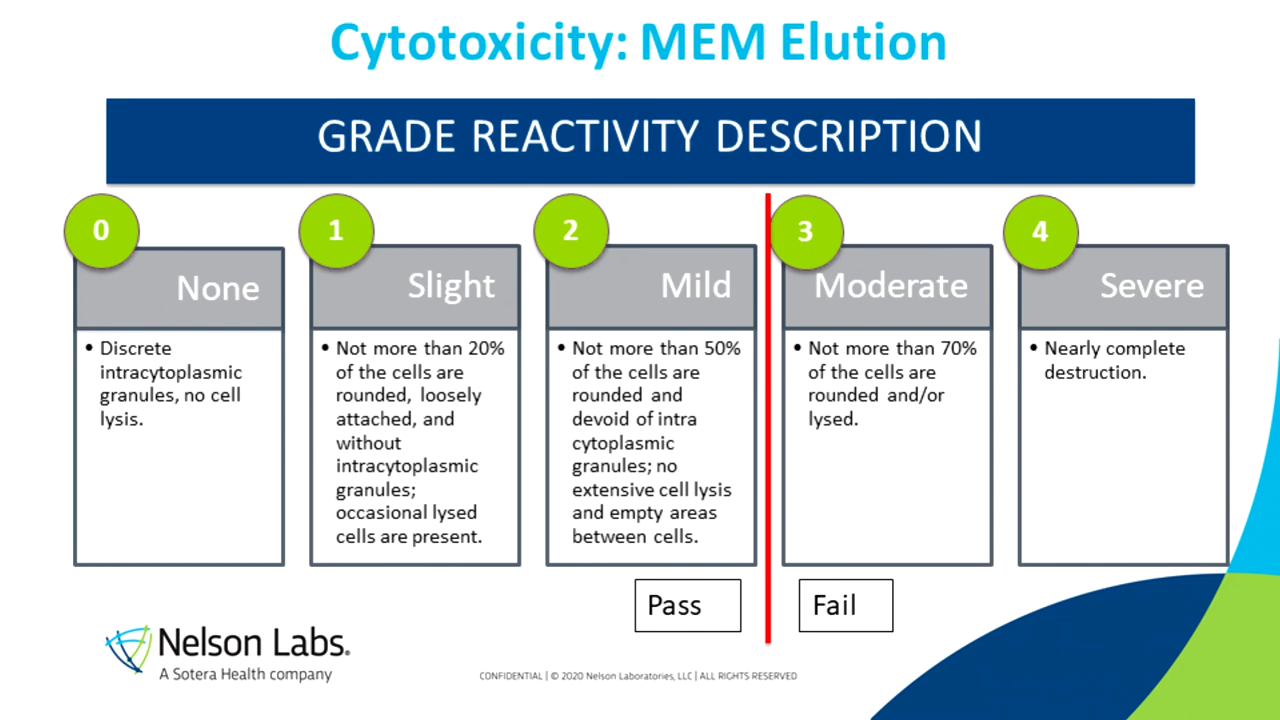 Cytotoxicity: MEM Elution
GRADE REACTIVITY DESCRIPTION
0
None
• Discrete
intracytoplasmic
granules, no cell
lysis.
1
Slight
• Not more than 20%
of the cells are
rounded, loosely
attached, and
without
intracytoplasmic
granules;
occasional lysed
cells are present.
2
Mild
• Not more than 50%
of the cells are
rounded and
devoid of intra
cytoplasmic
granules; no
extensive cell lysis
and empty areas
between cells.
3
Moderate
• Not more than 70%
of the cells are
rounded and/or
lysed.
4
Severe
• Nearly complete
destruction.
Pass
Fail
Nelson Labs®
A Sotera Health company
CONFIDENTIAL | © 2020 Nelson Laboratories, LLC | ALL RIGHTS RESERVED